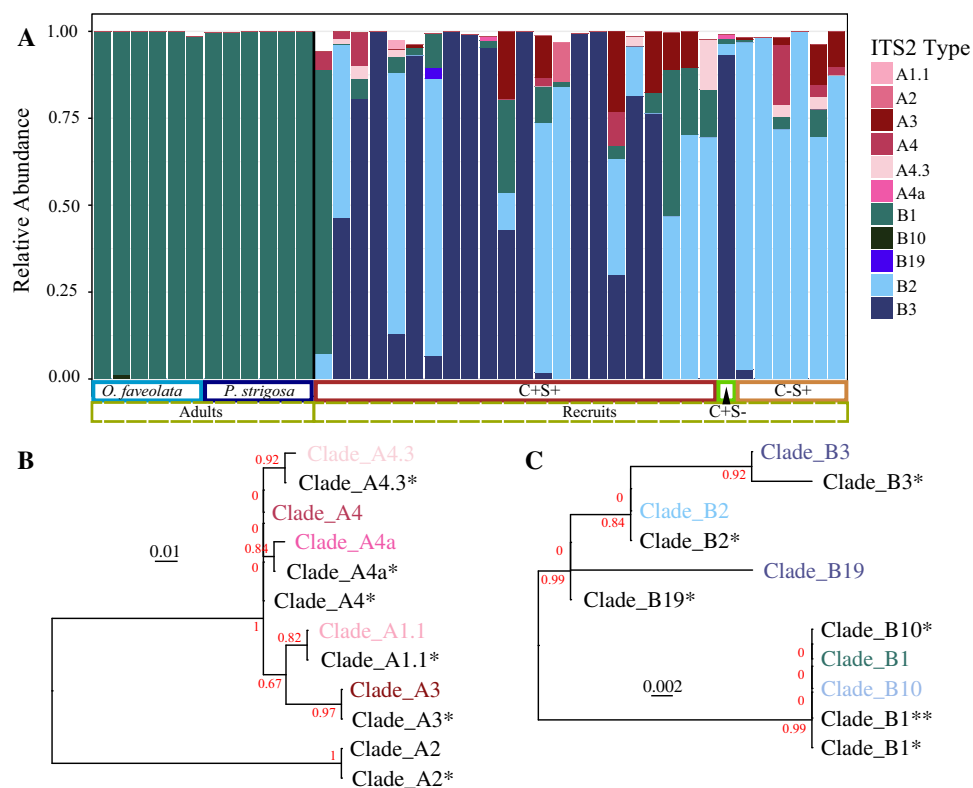 A
Relative Abundance
1.00
0.75
0.50
0.25
0.00
ITS2 Type
A1.1
A2
A3
A4
A4.3
A4a
B1
B10
B19
B2
B3
O. faveolata
P. strigosa
C+S+
C-S+
Adults
Recruits
C+S-
B
0.92
Clade_A4.3
Clade_A4.3*
0
Clade_A4
0
0.84
Clade_A4a
0.01
0
Clade_A4a*
Clade_A4*
1
0.82
Clade_A1.1
Clade_A1.1*
0.67
Clade_A3
0.97
Clade_A3*
1
Clade_A2
Clade_A2*
C
Clade_B3
0.92
Clade_B3*
0
Clade_B2
0.84
Clade_B2*
0
Clade_B19
0.99
Clade_B19*
Clade_B10*
0
Clade_B1
0
0.002
Clade_B10
0
Clade_B1**
0.99
Clade_B1*